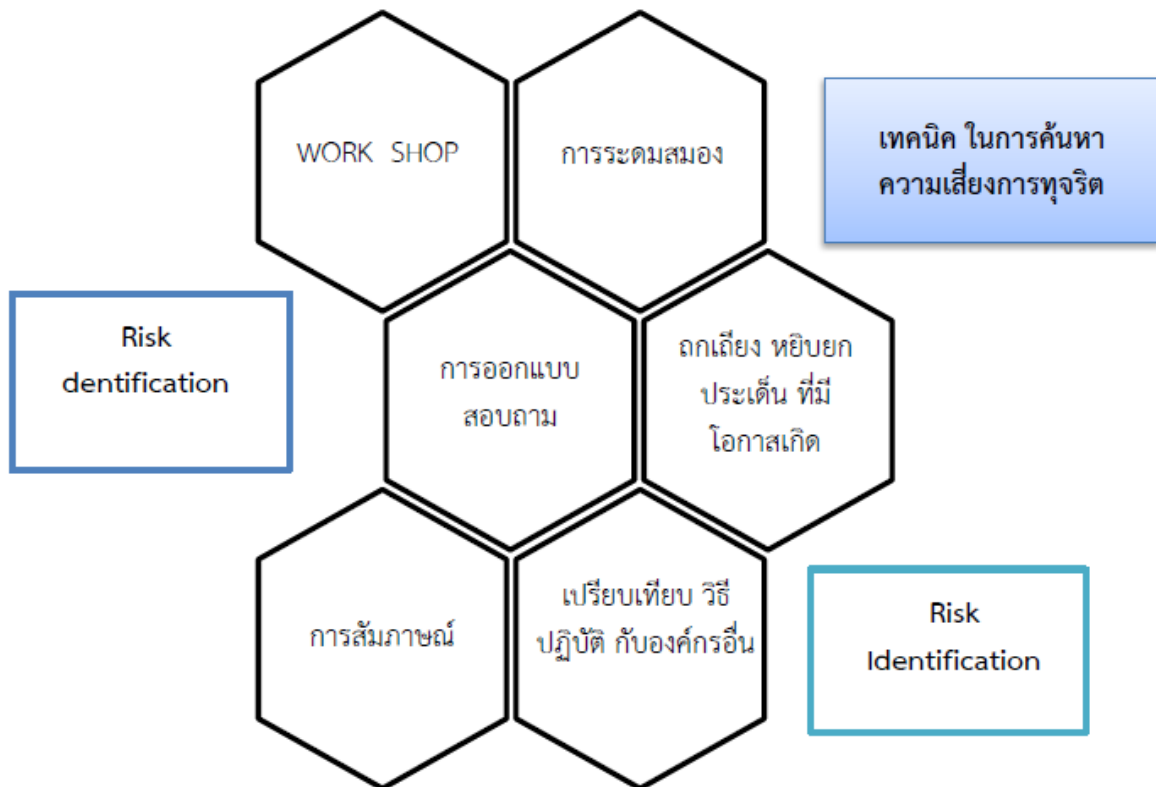 WORK SHOP
การระดมสมอง
เทคนิค ในการค้นหา
ความเสี่ยงการทุจริต
Risk
dentification
การออกแบบ
สอบถาม
ถกเถียง หยิบยก
ประเด็น ที่มี
โอกาสเกิด
การสัมภาษณ์
เปรียบเทียบ วิธี
ปฏิบัติ กับองค์กรอื่น
Risk
Identification